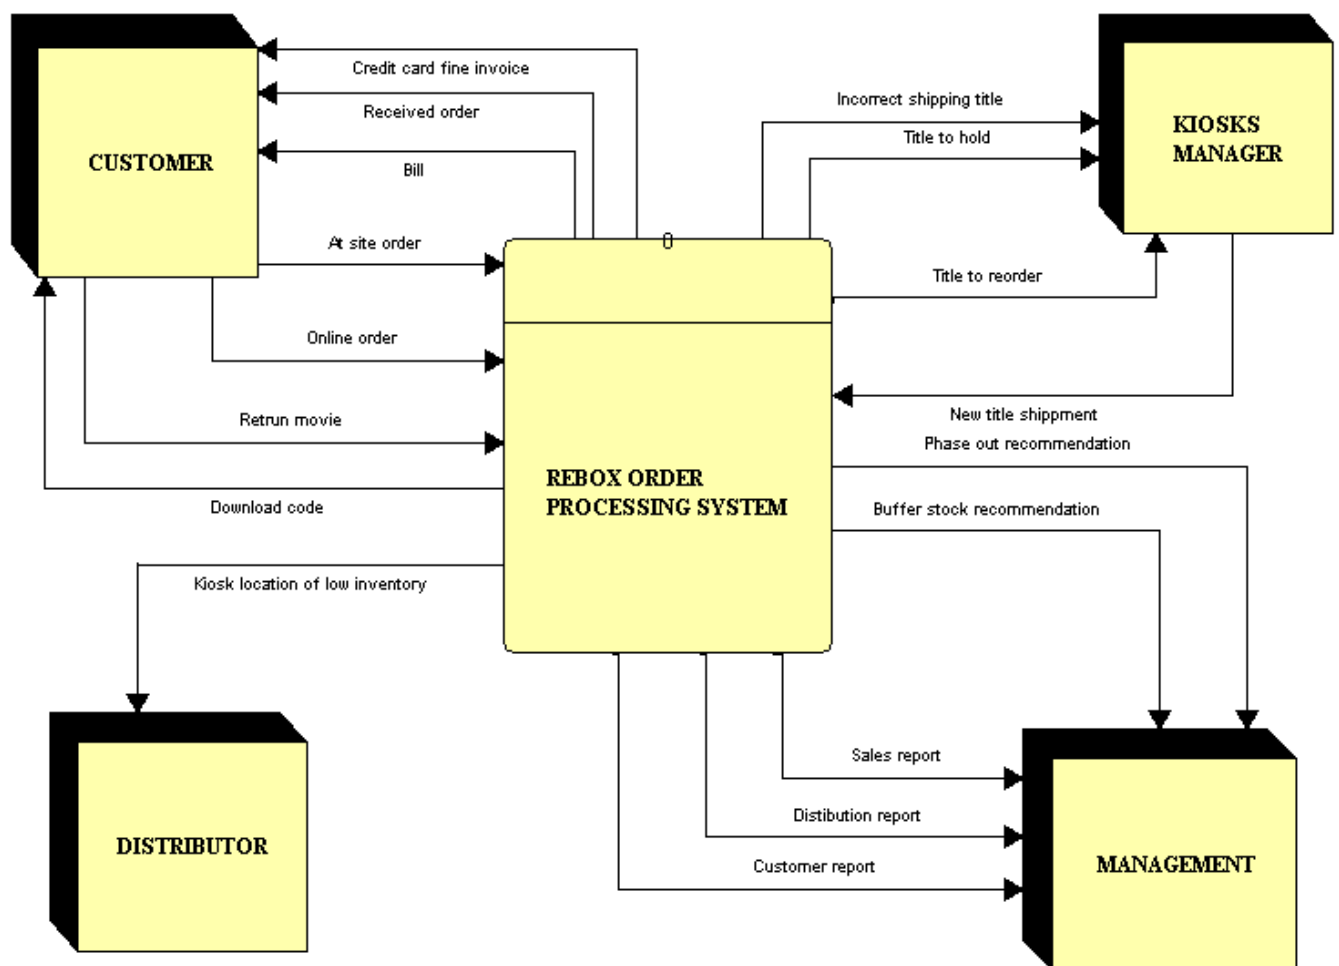 Credit card fine invoice
Received order
Bill
CUSTOMER
At site order
Online order
Retrun movie
Download code
Kiosk location of low inventory
Incorrect shipping title
Title to hold
KIOSKS
MANAGER
Title to reorder
New title shippment
Phase out recommendation
Buffer stock recommendation
0
REBOX ORDER
PROCESSING SYSTEM
Sales report
Distibution report
Customer report
DISTRIBUTOR
MANAGEMENT